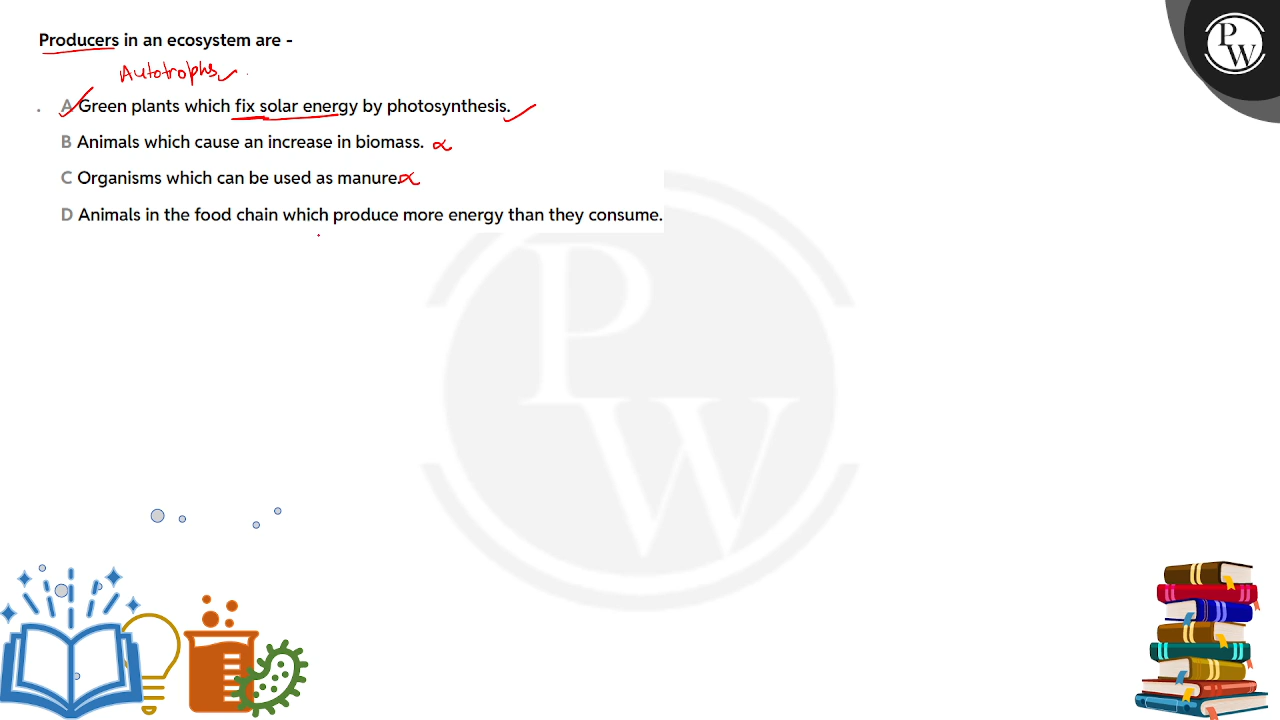 Producers in an ecosystem are -
Autotrophs
A Green plants which fix solar energy by photosynthesis.
B Animals which cause an increase in biomass.
C Organisms which can be used as manure.
D Animals in the food chain which produce more energy than they consume.
PW
PW